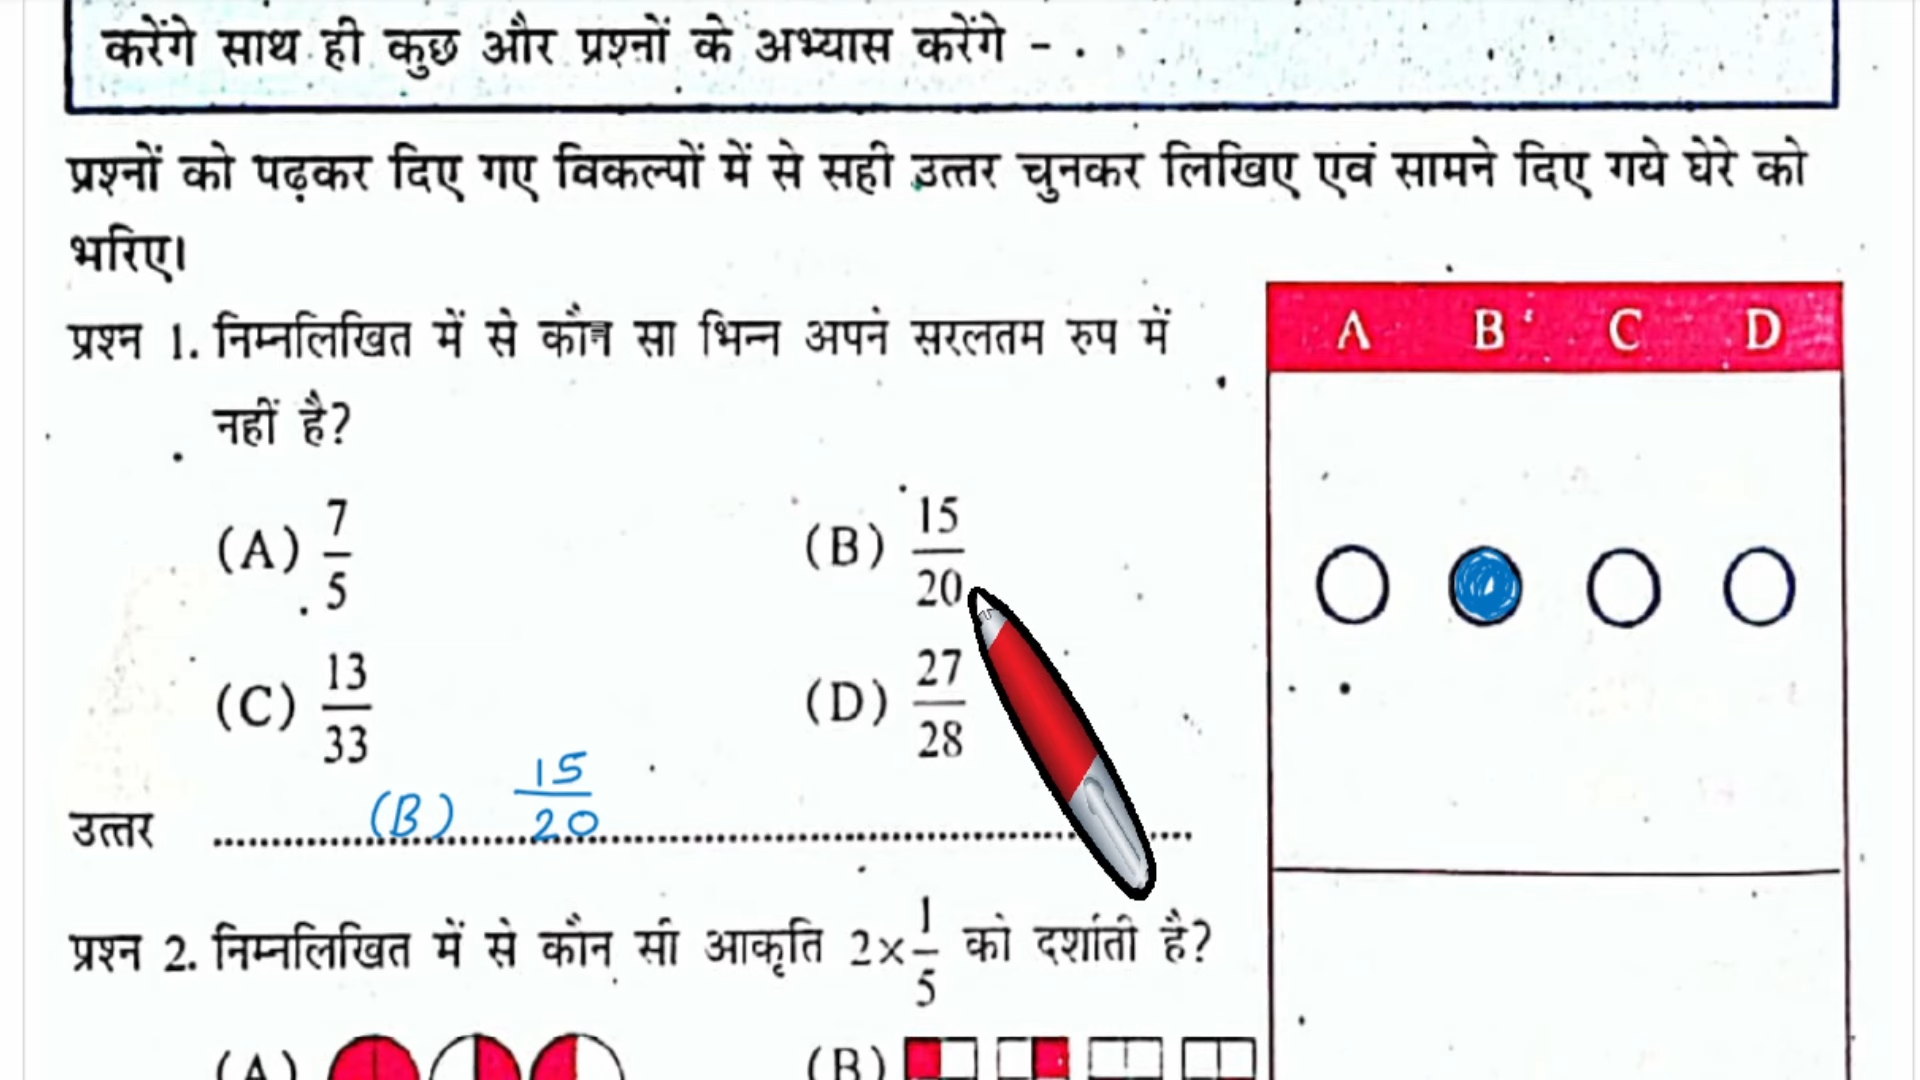 करेंगे साथ ही कुछ और प्रश्नों के अभ्यास करेंगे -
प्रश्नों को पढ़कर दिए गए विकल्पों में से सही उत्तर चुनकर लिखिए एवं सामने दिए गये घेरे को
भरिए।
A B C D
प्रश्न 1. निम्नलिखित में से कौन सा भिन्न अपने सरलतम रुप में
नहीं है?
(A) 7/5 (B) 15/20
(C) 13/33 (D) 27/28
उत्तर (B) 15/20
प्रश्न 2. निम्नलिखित में से कौन सी आकृति 2×1/5 को दर्शाती है?
(A) (B)